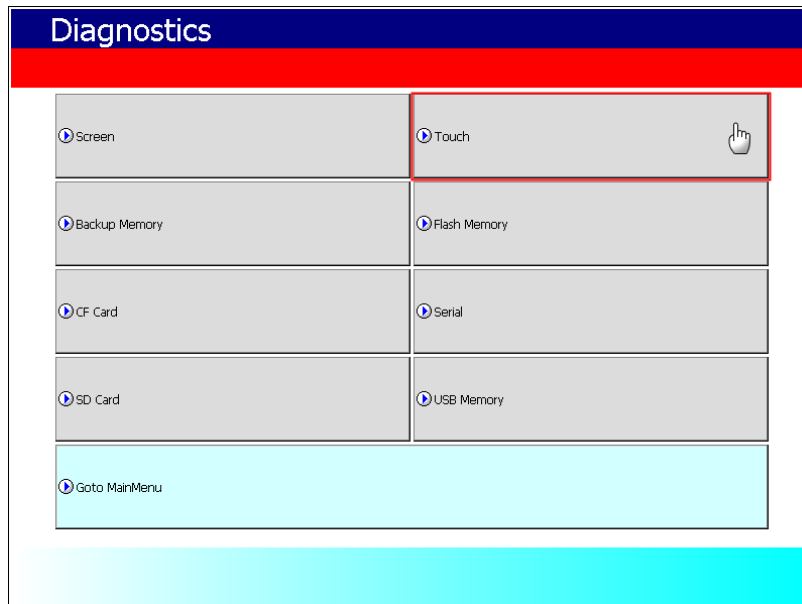 Diagnostics
Screen
Touch
Backup Memory
Flash Memory
CF Card
Serial
SD Card
USB Memory
Goto MainMenu